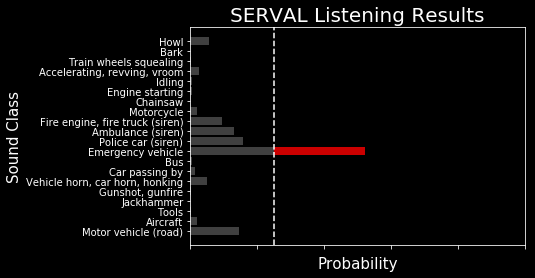 SERVAL Listening Results
Sound Class
Howl
Bark
Train wheels squealing
Accelerating, revving, vroom
Idling
Engine starting
Chainsaw
Motorcycle
Fire engine, fire truck (siren)
Ambulance (siren)
Police car (siren)
Emergency vehicle
Bus
Car passing by
Vehicle horn, car horn, honking
Gunshot, gunfire
Jackhammer
Tools
Aircraft
Motor vehicle (road)
Probability